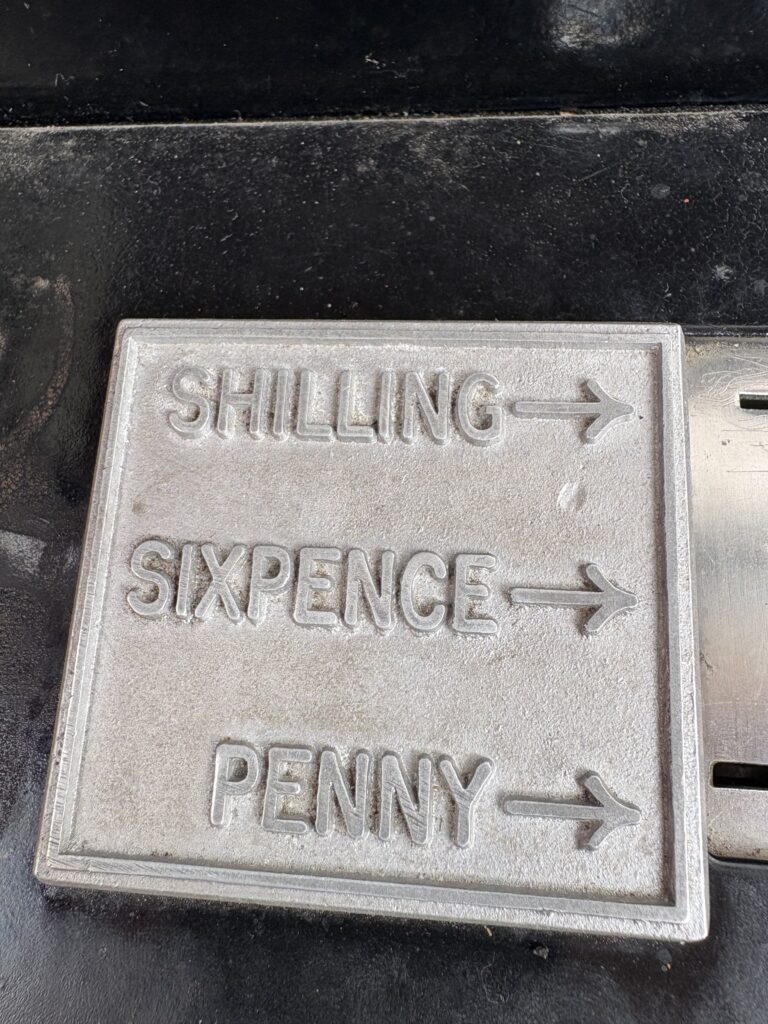 SHILLING →
SIXPENCE →
PENNY →